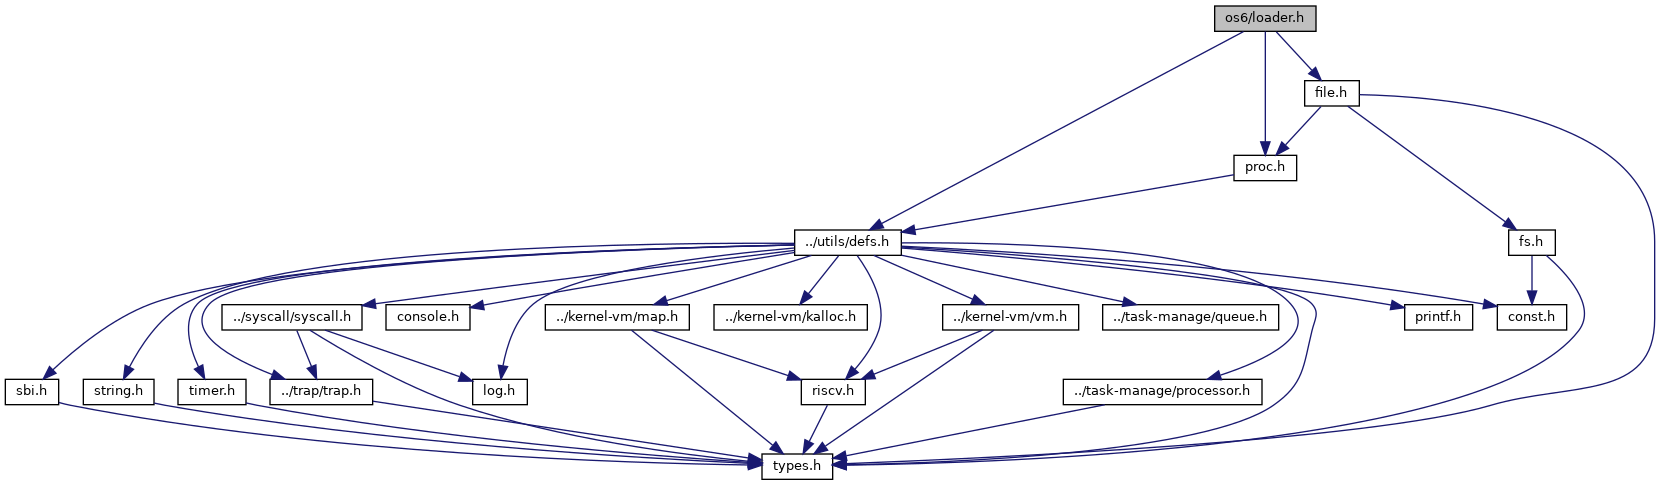 os6/loader.h
file.h
proc.h
../utils/defs.h
fs.h
../syscall/syscall.h
console.h
../kernel-vm/map.h
../kernel-vm/kalloc.h
../kernel-vm/vm.h
../task-manage/queue.h
printf.h
const.h
sbi.h
string.h
timer.h
../trap/trap.h
log.h
riscv.h
../task-manage/processor.h
types.h